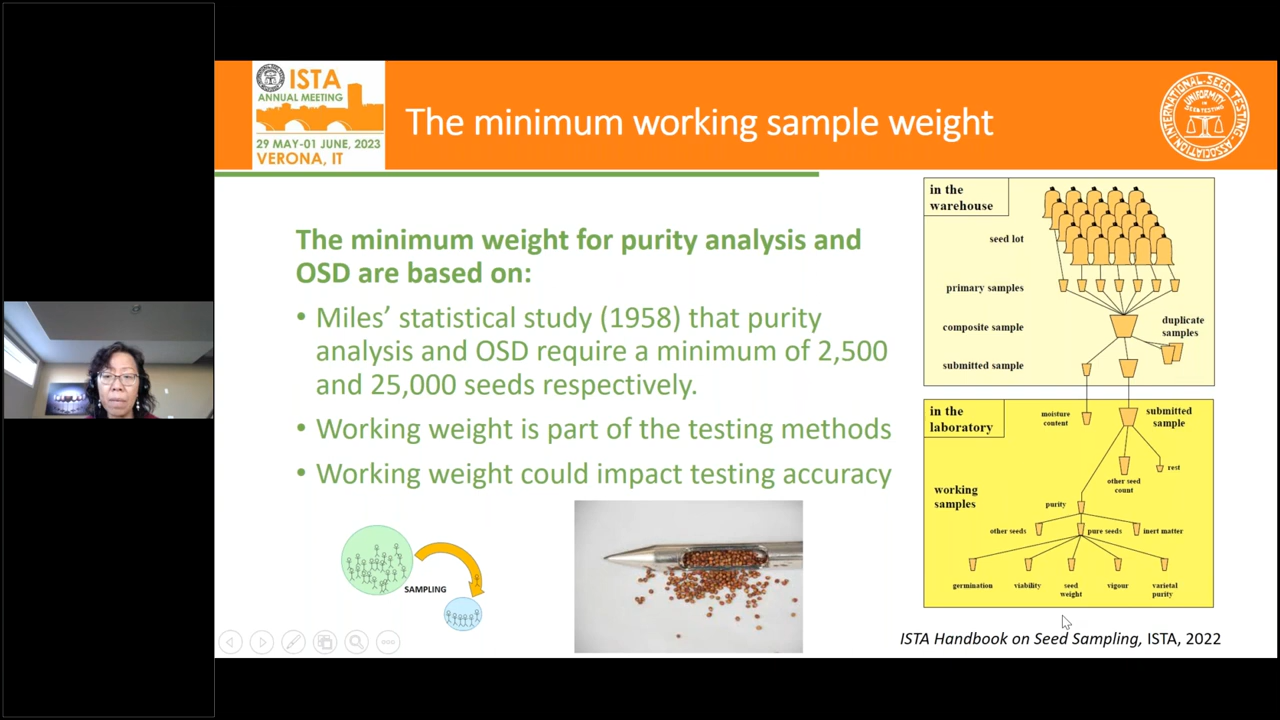 ISTA
ANNUAL MEETING
29 MAY-01 JUNE, 2023
VERONA, IT
The minimum working sample weight
INTERNATIONAL SEED TESTING ASSOCIATION
UNIFORMITY
IN
SEED TESTING
The minimum weight for purity analysis and
OSD are based on:
• Miles' statistical study (1958) that purity
analysis and OSD require a minimum of 2,500
and 25,000 seeds respectively.
• Working weight is part of the testing methods
• Working weight could impact testing accuracy
SAMPLING
in the
warehouse
seed lot
primary samples
composite sample
duplicate
samples
submitted sample
in the
laboratory
moisture
content
submitted
sample
rest
other seed
count
working
samples
purity
other seeds
pure seeds
inert matter
germination
viability
seed
weight
vigour
varietal
purity
ISTA Handbook on Seed Sampling, ISTA, 2022